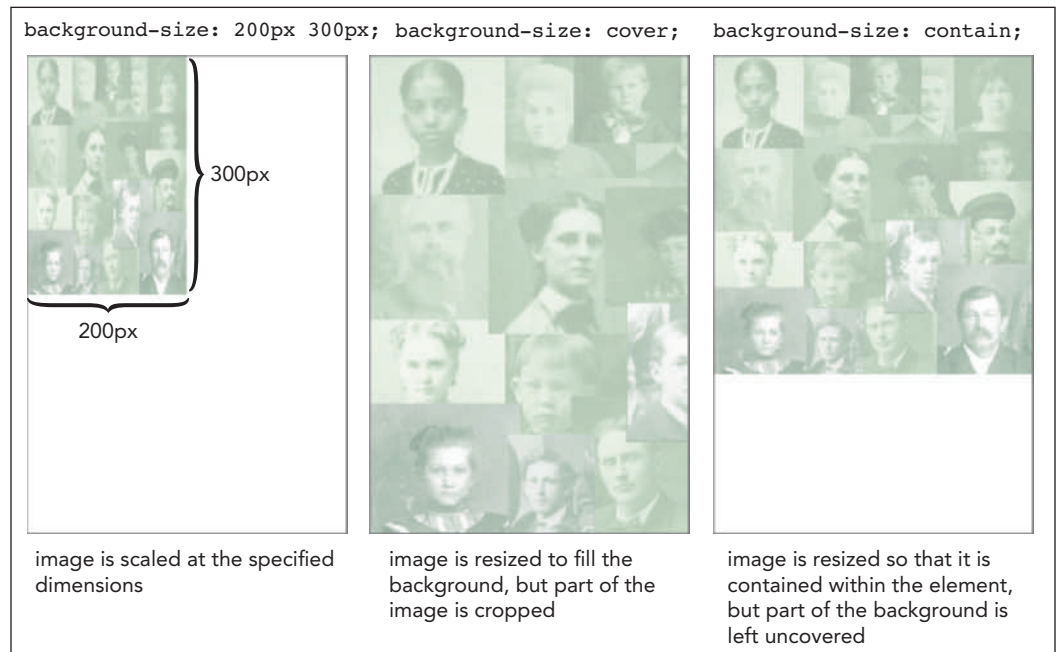 background-size: 200px 300px;
background-size: cover;
background-size: contain;
300px
200px
image is scaled at the specified
dimensions
image is resized to fill the
background, but part of the
image is cropped
image is resized so that it is
contained within the element,
but part of the background is
left uncovered